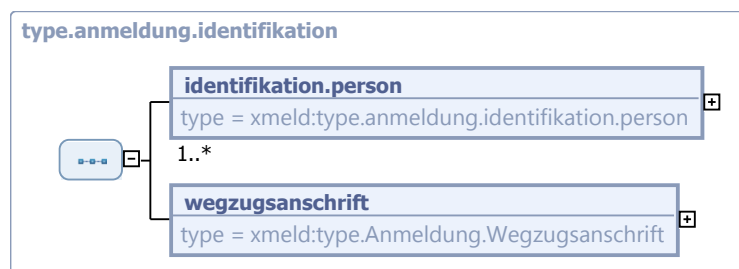 type.anmeldung.identifikation
identifikation.person
type = xmeld:type.anmeldung.identifikation.person
1..*
wegzugsanschrift
type = xmeld:type.Anmeldung.Wegzugsanschrift